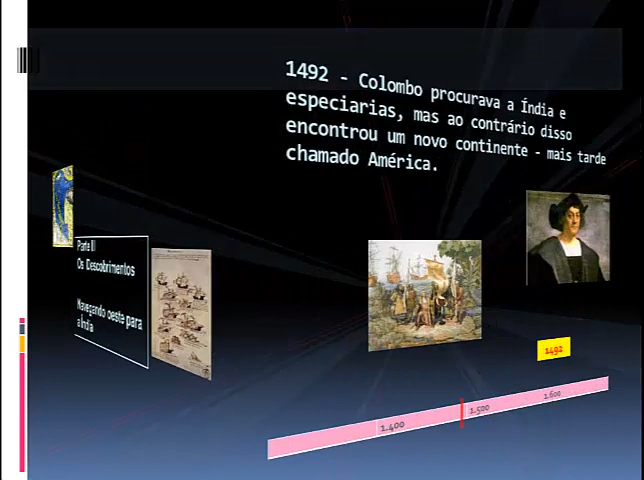 1492 - Colombo procurava a Índia e
especiarias, mas ao contrário disso
encontrou um novo continente - mais tarde
chamado América.
Parte III
Os Descobrimentos
Navegando oeste para
a Índia
1492
1.400
1.500
1.600